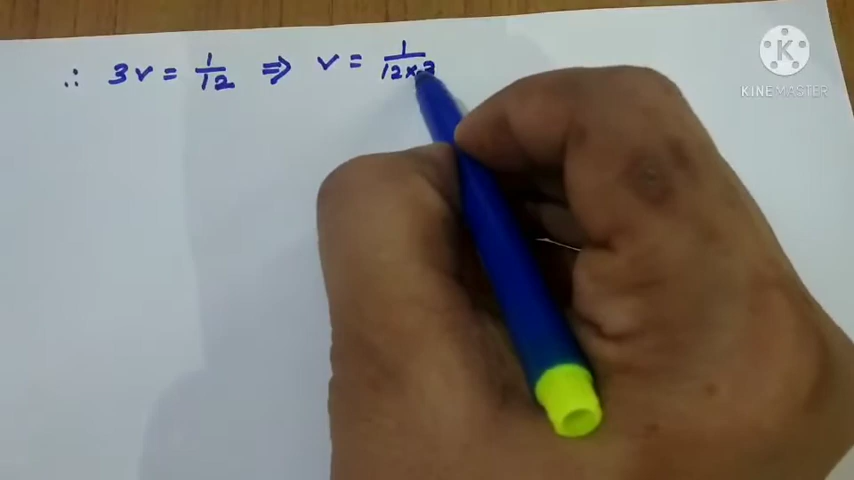 ∴ 3v = 1/12 ⇒ v = 1/12×3
KINEMASTER